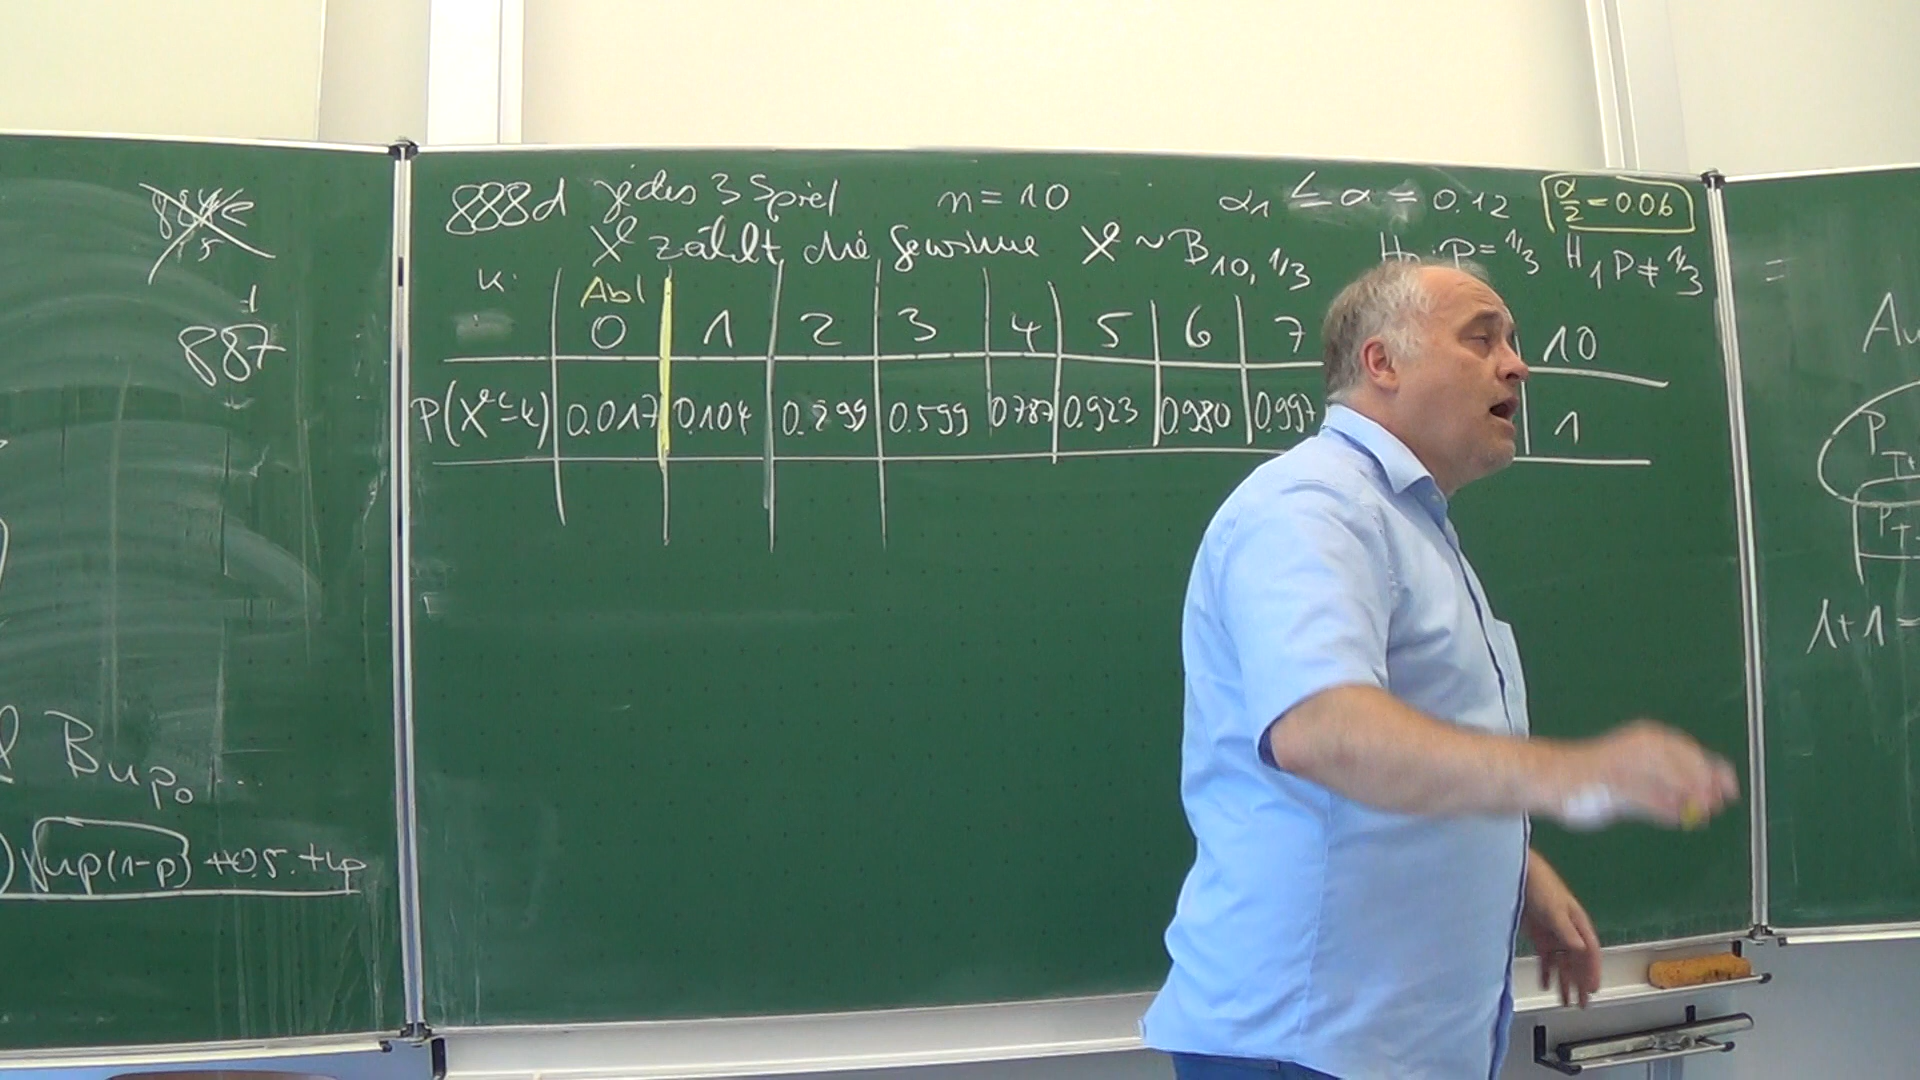 887
B n p₀ ...
√np(1-p) +0.5 · + μ
888d jedes 3 Spiel n = 10 α₁ ≤ α = 0.12 α/2 = 0.06
X zählt die Gewinne X ~ B₁₀,₁/₃ H₀: P = 1/3 H₁ P ≠ 1/3
k Abl
0 1 2 3 4 5 6 7 10
P(X ≤ k) 0.017 0.104 0.299 0.599 0.787 0.923 0.980 0.997 1
=
1+1 =